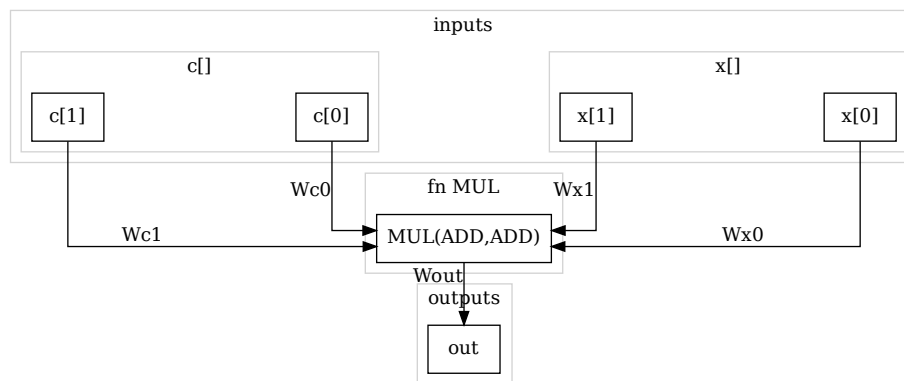 inputs
c[]
x[]
c[1]
c[0]
x[1]
x[0]
Wc0
fn MUL
Wx1
Wc1
MUL(ADD,ADD)
Wx0
Wout
outputs
out